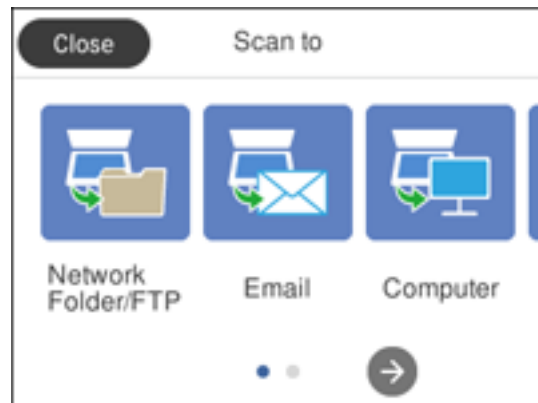 Close
Scan to
Network
Folder/FTP
Email
Computer